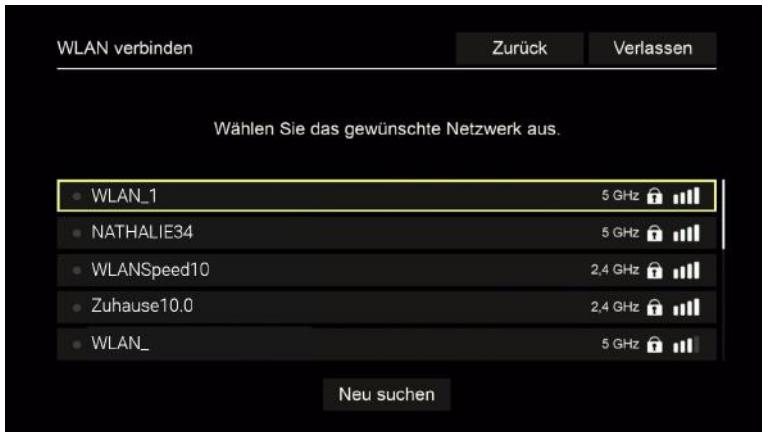 WLAN verbinden Zurück Verlassen
Wählen Sie das gewünschte Netzwerk aus.
WLAN_1 5 GHz
NATHALIE34 5 GHz
WLANSpeed10 2,4 GHz
Zuhause10.0 2,4 GHz
WLAN_ 5 GHz
Neu suchen